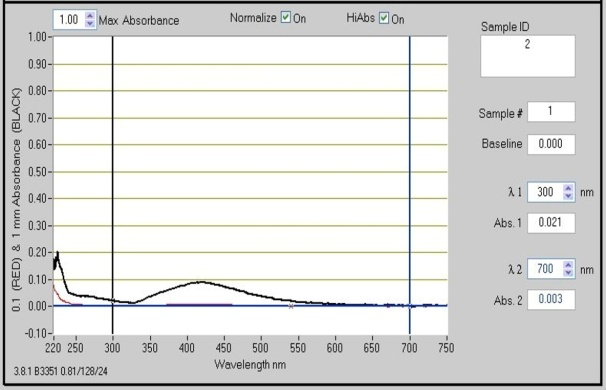 1.00 Max Absorbance Normalize On HiAbs On
Sample ID
2
Sample # 1
Baseline 0.000
λ 1 300 nm
Abs. 1 0.021
λ 2 700 nm
Abs. 2 0.003
0.1 (RED) & 1 mm Absorbance (BLACK)
1.00
0.90
0.80
0.70
0.60
0.50
0.40
0.30
0.20
0.10
0.00
-0.10
220 250 300 350 400 450 500 550 600 650 700 750
Wavelength nm
3.8.1 B3351 0.81/128/24